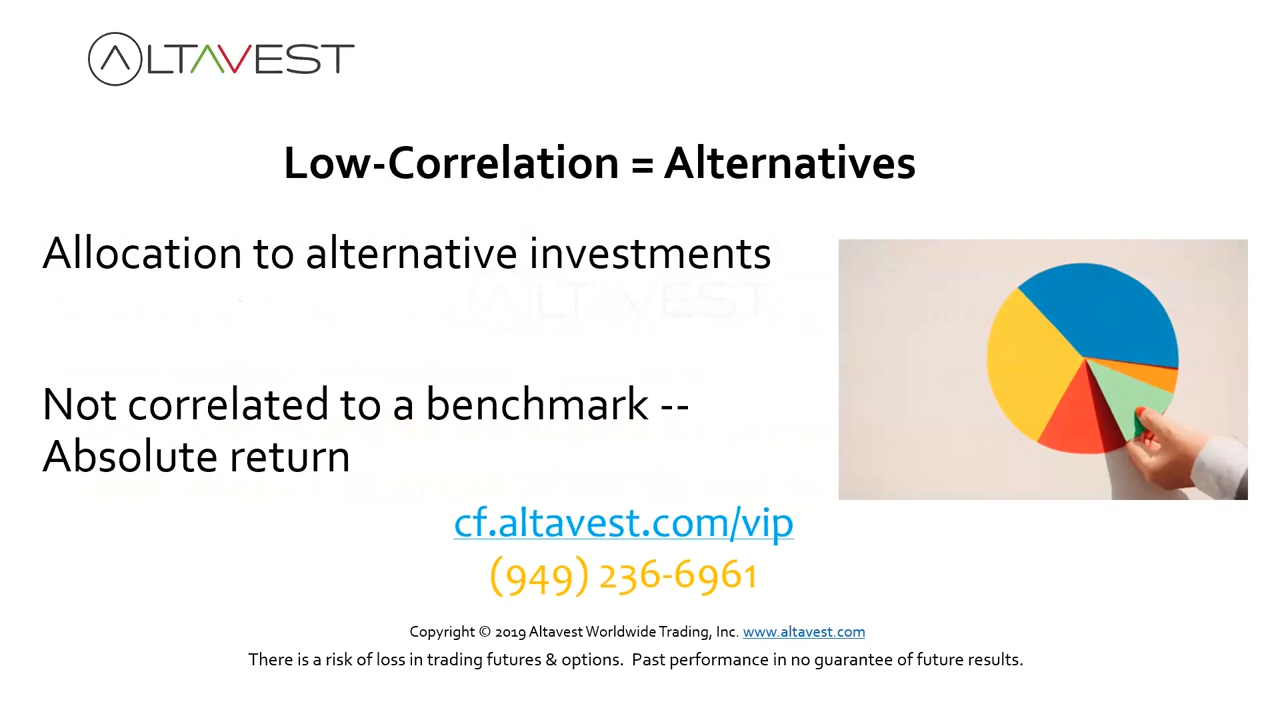 ALTAVEST
Low-Correlation = Alternatives
Allocation to alternative investments
ALTAVEST
Not correlated to a benchmark --
Absolute return
cf.altavest.com/vip
(949) 236-6961
Copyright © 2019 Altavest Worldwide Trading, Inc. www.altavest.com
There is a risk of loss in trading futures & options. Past performance in no guarantee of future results.